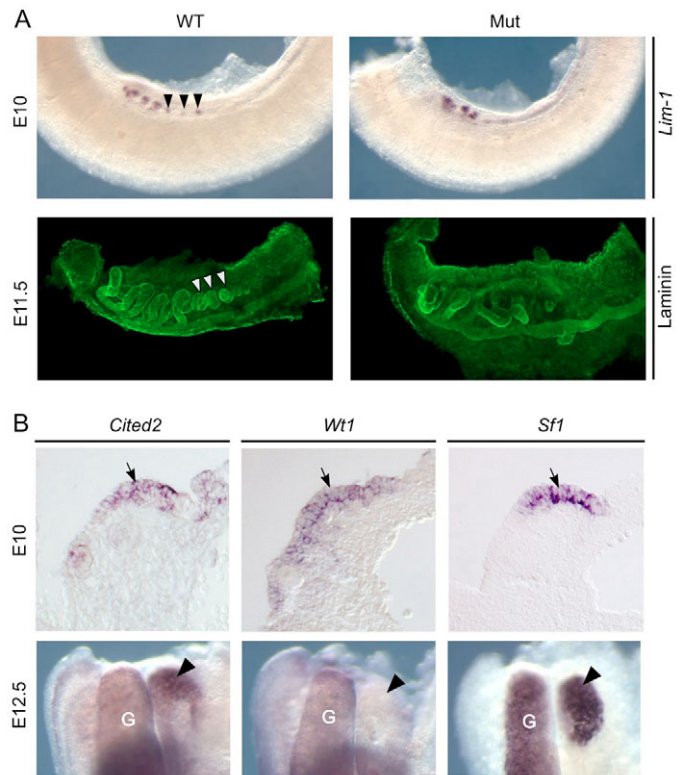 A
WT
Mut
E10
Lim-1
E11.5
Laminin
B
Cited2
Wt1
Sf1
E10
E12.5
G
G
G